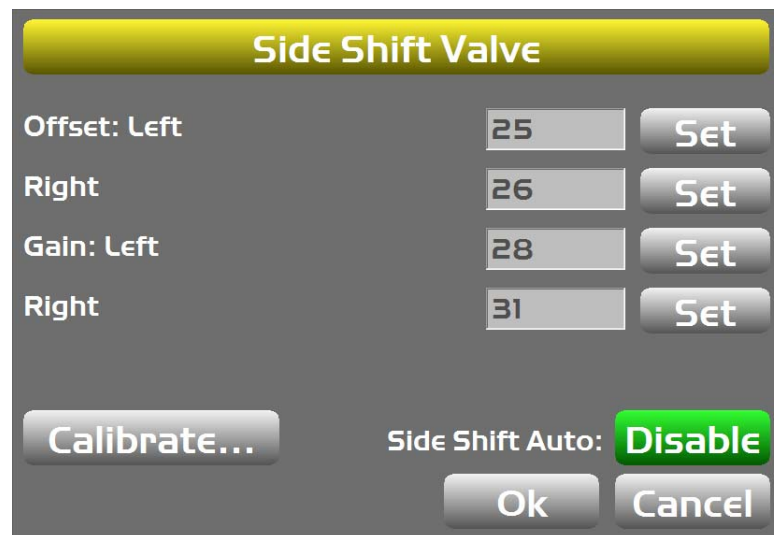 Side Shift Valve
Offset: Left 25 Set
Right 26 Set
Gain: Left 28 Set
Right 31 Set
Calibrate... Side Shift Auto: Disable
Ok Cancel